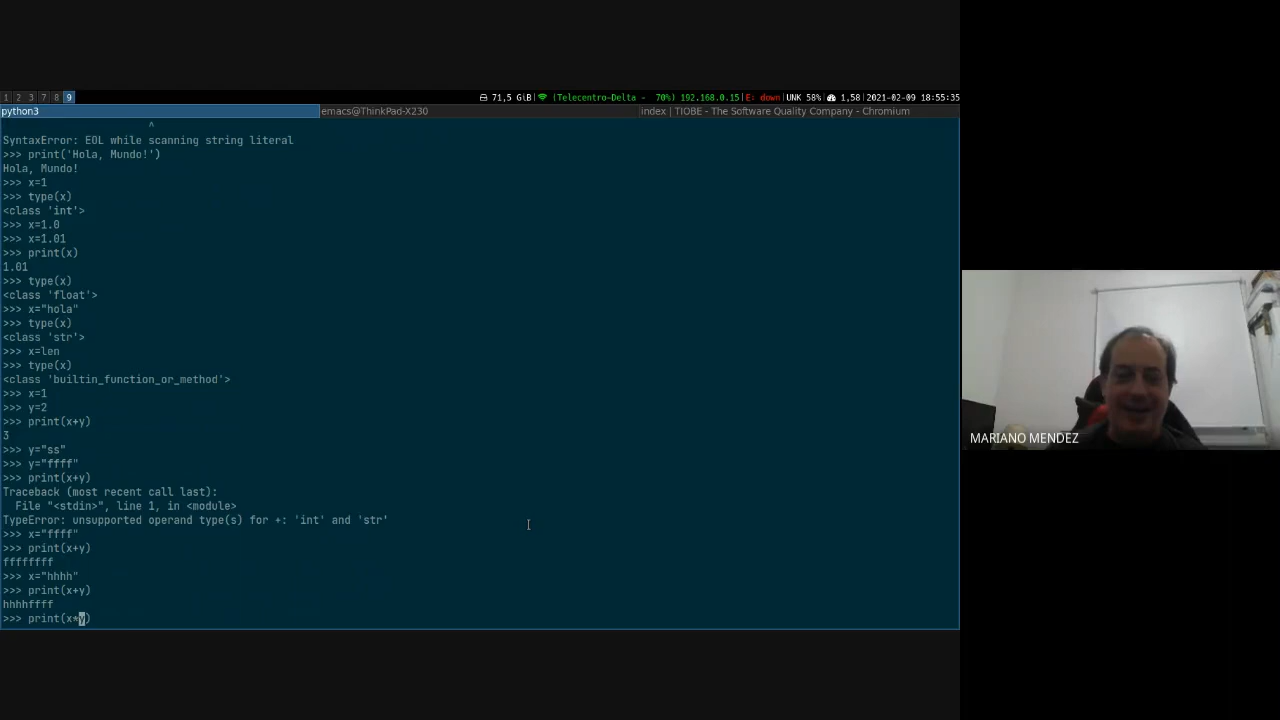 1 2 3 7 8 9 71,5 GiB| |Telecentro-Delta - 70%) 192.168.0.15|E: down|UNK 58%| 1,58|2021-02-09 18:55:35
python3 emacs@ThinkPad-X230 index | TIOBE - The Software Quality Company - Chromium
^
SyntaxError: EOL while scanning string literal
>>> print('Hola, Mundo!')
Hola, Mundo!
>>> x=1
>>> type(x)
<class 'int'>
>>> x=1.0
>>> x=1.01
>>> print(x)
1.01
>>> type(x)
<class 'float'>
>>> x="hola"
>>> type(x)
<class 'str'>
>>> x=len
>>> type(x)
<class 'builtin_function_or_method'>
>>> x=1
>>> y=2
>>> print(x+y)
3
>>> y="ss"
>>> y="ffff"
>>> print(x+y)
Traceback (most recent call last):
  File "<stdin>", line 1, in <module>
TypeError: unsupported operand type(s) for +: 'int' and 'str'
>>> x="ffff"
>>> print(x+y)
ffffffff
>>> x="hhhh"
>>> print(x+y)
hhhhffff
>>> print(x*y)
MARIANO MENDEZ